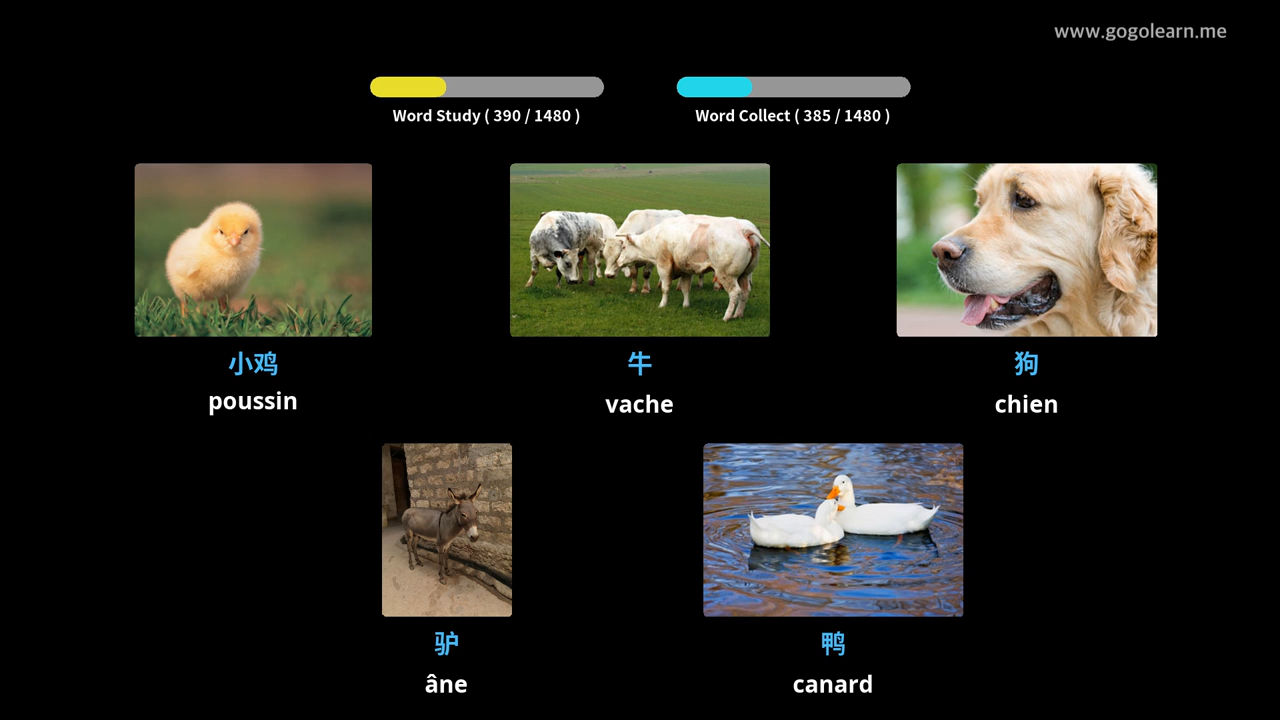 www.gogolearn.me
Word Study ( 390 / 1480 )
Word Collect ( 385 / 1480 )
小鸡
poussin
牛
vache
狗
chien
驴
âne
鸭
canard